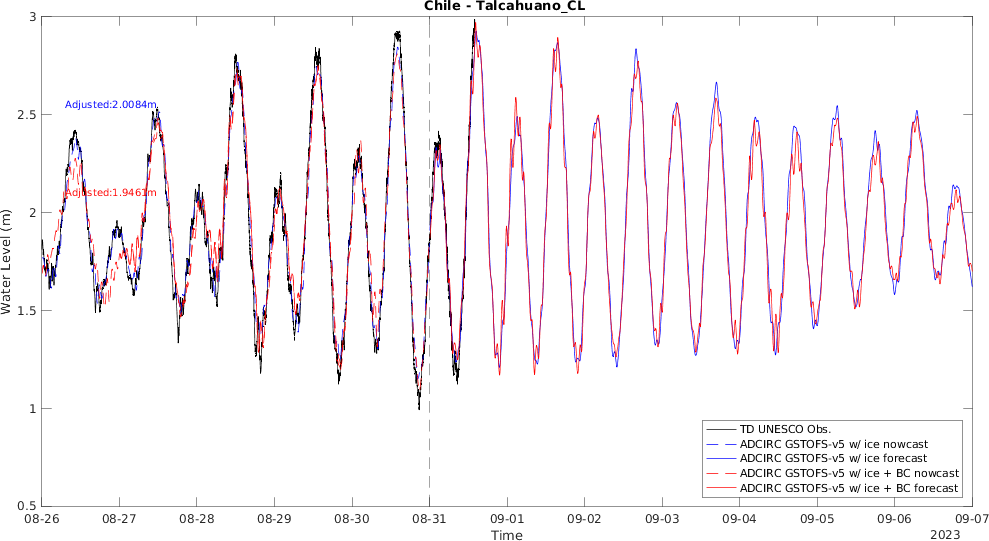 Chile - Talcahuano_CL
3
2.5
2
1.5
1
0.5
Water Level (m)
Adjusted:2.0084m
Adjusted:1.9461m
TD UNESCO Obs.
ADCIRC GSTOFS-v5 w/ ice nowcast
ADCIRC GSTOFS-v5 w/ ice forecast
ADCIRC GSTOFS-v5 w/ ice + BC nowcast
ADCIRC GSTOFS-v5 w/ ice + BC forecast
08-26 08-27 08-28 08-29 08-30 08-31 09-01 09-02 09-03 09-04 09-05 09-06 09-07
Time
2023